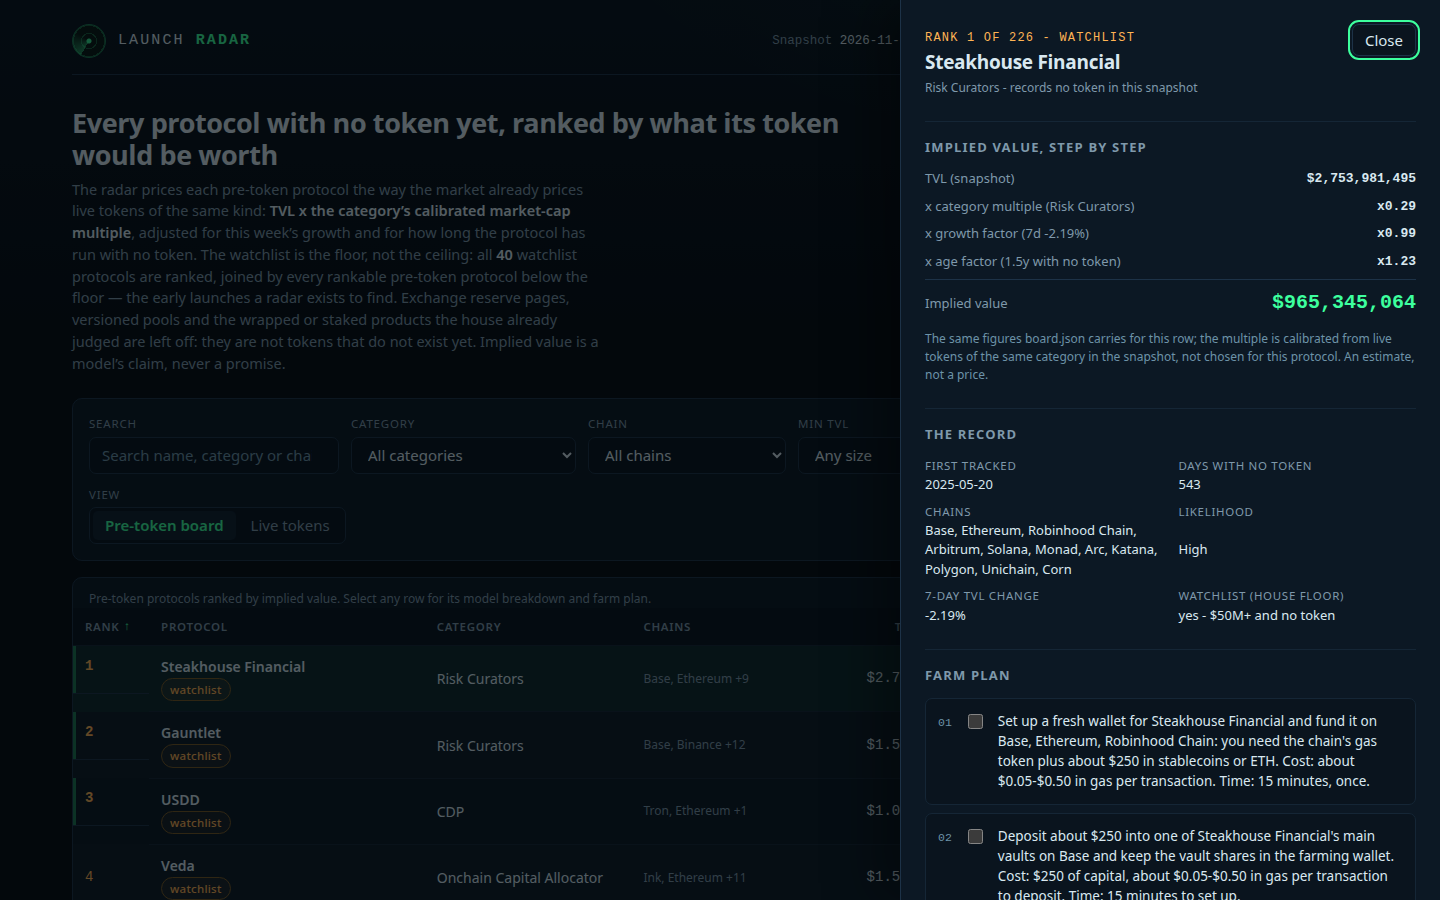 LAUNCH RADAR
Snapshot 2026-11-
Every protocol with no token yet, ranked by what its token
would be worth
The radar prices each pre-token protocol the way the market already prices
live tokens of the same kind: TVL x the category's calibrated market-cap
multiple, adjusted for this week's growth and for how long the protocol has
run with no token. The watchlist is the floor, not the ceiling: all 40 watchlist
protocols are ranked, joined by every rankable pre-token protocol below the
floor — the early launches a radar exists to find. Exchange reserve pages,
versioned pools and the wrapped or staked products the house already
judged are left off: they are not tokens that do not exist yet. Implied value is a
model's claim, never a promise.
SEARCH
CATEGORY
CHAIN
MIN TVL
Search name, category or cha
All categories
All chains
Any size
VIEW
Pre-token board
Live tokens
Pre-token protocols ranked by implied value. Select any row for its model breakdown and farm plan.
RANK ↑ PROTOCOL CATEGORY CHAINS T
1 Steakhouse Financial Risk Curators Base, Ethereum +9 $2.7
watchlist
2 Gauntlet Risk Curators Base, Binance +12 $1.5
watchlist
3 USDD CDP Tron, Ethereum +1 $1.0
watchlist
4 Veda Onchain Capital Allocator Ink, Ethereum +11 $1.5
watchlist
RANK 1 OF 226 - WATCHLIST
Close
Steakhouse Financial
Risk Curators - records no token in this snapshot
IMPLIED VALUE, STEP BY STEP
TVL (snapshot) $2,753,981,495
x category multiple (Risk Curators) x0.29
x growth factor (7d -2.19%) x0.99
x age factor (1.5y with no token) x1.23
Implied value $965,345,064
The same figures board.json carries for this row; the multiple is calibrated from live
tokens of the same category in the snapshot, not chosen for this protocol. An estimate,
not a price.
THE RECORD
FIRST TRACKED
2025-05-20
DAYS WITH NO TOKEN
543
CHAINS
Base, Ethereum, Robinhood Chain,
Arbitrum, Solana, Monad, Arc, Katana,
Polygon, Unichain, Corn
LIKELIHOOD
High
7-DAY TVL CHANGE
-2.19%
WATCHLIST (HOUSE FLOOR)
yes - $50M+ and no token
FARM PLAN
01 Set up a fresh wallet for Steakhouse Financial and fund it on
Base, Ethereum, Robinhood Chain: you need the chain's gas
token plus about $250 in stablecoins or ETH. Cost: about
$0.05-$0.50 in gas per transaction. Time: 15 minutes, once.
02 Deposit about $250 into one of Steakhouse Financial's main
vaults on Base and keep the vault shares in the farming wallet.
Cost: $250 of capital, about $0.05-$0.50 in gas per transaction
to deposit. Time: 15 minutes to set up.